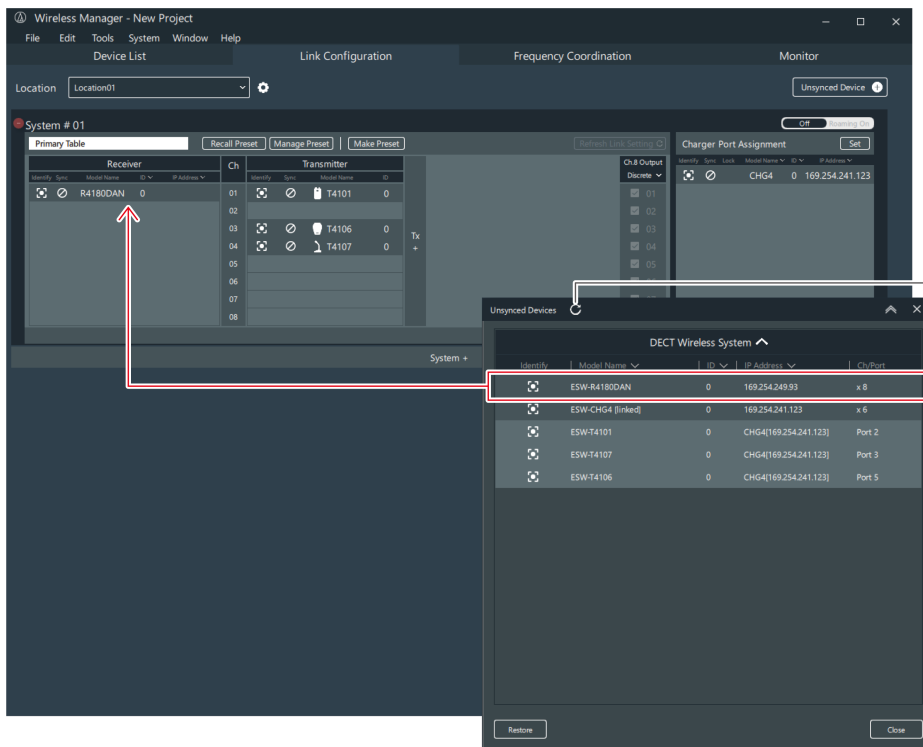 Wireless Manager - New Project
File Edit Tools System Window Help
Device List Link Configuration Frequency Coordination Monitor
Location Location01 Unsynced Device +
System # 01 Off Roaming On
Primary Table Recall Preset Manage Preset Make Preset Refresh Link Setting Charger Port Assignment Set
Receiver Ch Transmitter Ch.8 Output
Identify Sync Model Name ID IP Address Identify Sync Model Name ID Discrete Identify Sync Lock Model Name ID IP Address
R4180DAN 0 01 T4101 0 01 CHG4 0 169.254.241.123
02 02
03 T4106 0 Tx 03
04 T4107 0 + 04
05 05
06 06
07
08
System +
Unsynced Devices
DECT Wireless System
Identify Model Name ID IP Address Ch/Port
ESW-R4180DAN 0 169.254.249.93 x 8
ESW-CHG4 [linked] 0 169.254.241.123 x 6
ESW-T4101 0 CHG4[169.254.241.123] Port 2
ESW-T4107 0 CHG4[169.254.241.123] Port 3
ESW-T4106 0 CHG4[169.254.241.123] Port 5
Restore Close